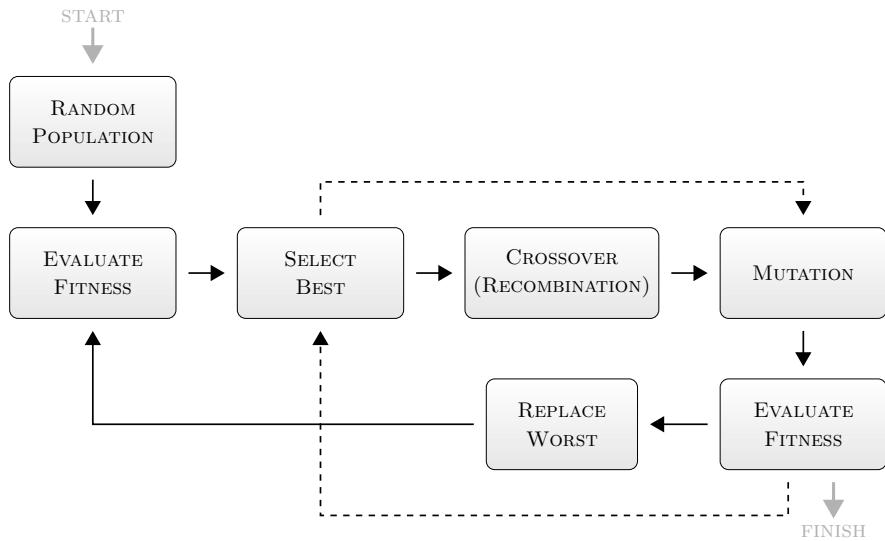 START
RANDOM
POPULATION
EVALUATE
FITNESS
SELECT
BEST
CROSSOVER
(RECOMBINATION)
MUTATION
REPLACE
WORST
EVALUATE
FITNESS
FINISH